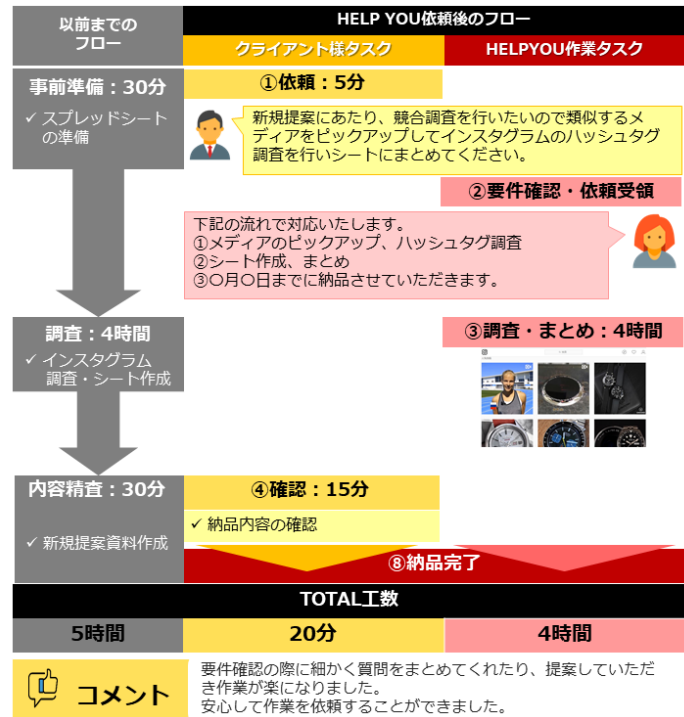 以前までの
フロー
HELP YOU依頼後のフロー
クライアント様タスク
HELPYOU作業タスク
事前準備：30分
✓ スプレッドシート
の準備
①依頼：5分
新規提案にあたり、競合調査を行いたいので類似するメ
ディアをピックアップしてインスタグラムのハッシュタグ
調査を行いシートにまとめてください。
②要件確認・依頼受領
下記の流れで対応いたします。
①メディアのピックアップ、ハッシュタグ調査
②シート作成、まとめ
③〇月〇日までに納品させていただきます。
調査：4時間
✓ インスタグラム
調査・シート作成
③調査・まとめ：4時間
内容精査：30分
✓ 新規提案資料作成
④確認：15分
✓ 納品内容の確認
⑧納品完了
TOTAL工数
5時間
20分
4時間
コメント
要件確認の際に細かく質問をまとめてくれたり、提案していただ
き作業が楽になりました。
安心して作業を依頼することができました。